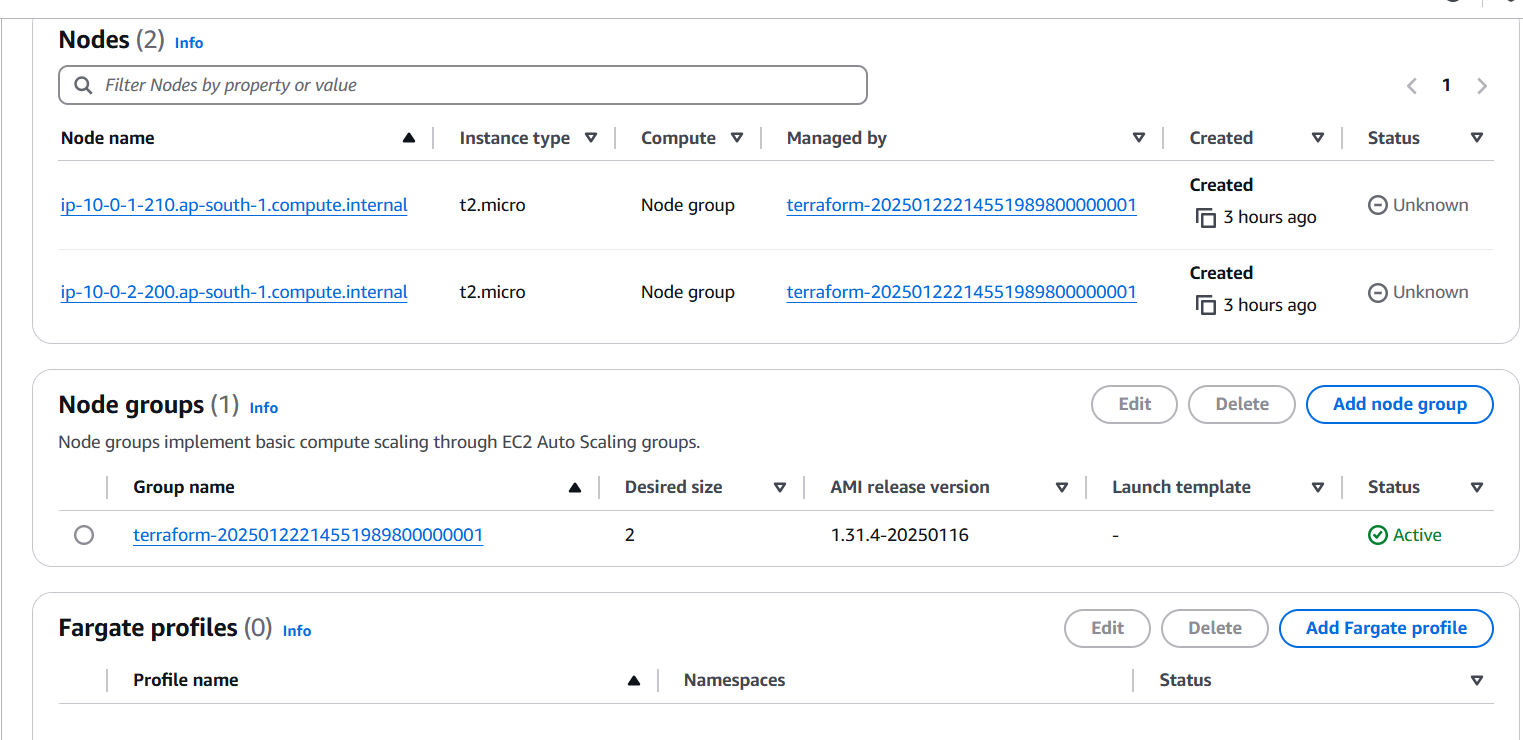 Nodes (2) Info
Filter Nodes by property or value
1
Node name Instance type Compute Managed by Created Status
Created
ip-10-0-1-210.ap-south-1.compute.internal t2.micro Node group terraform-20250122214551989800000001 3 hours ago Unknown
Created
ip-10-0-2-200.ap-south-1.compute.internal t2.micro Node group terraform-20250122214551989800000001 3 hours ago Unknown
Node groups (1) Info Edit Delete Add node group
Node groups implement basic compute scaling through EC2 Auto Scaling groups.
Group name Desired size AMI release version Launch template Status
terraform-20250122214551989800000001 2 1.31.4-20250116 - Active
Fargate profiles (0) Info Edit Delete Add Fargate profile
Profile name Namespaces Status